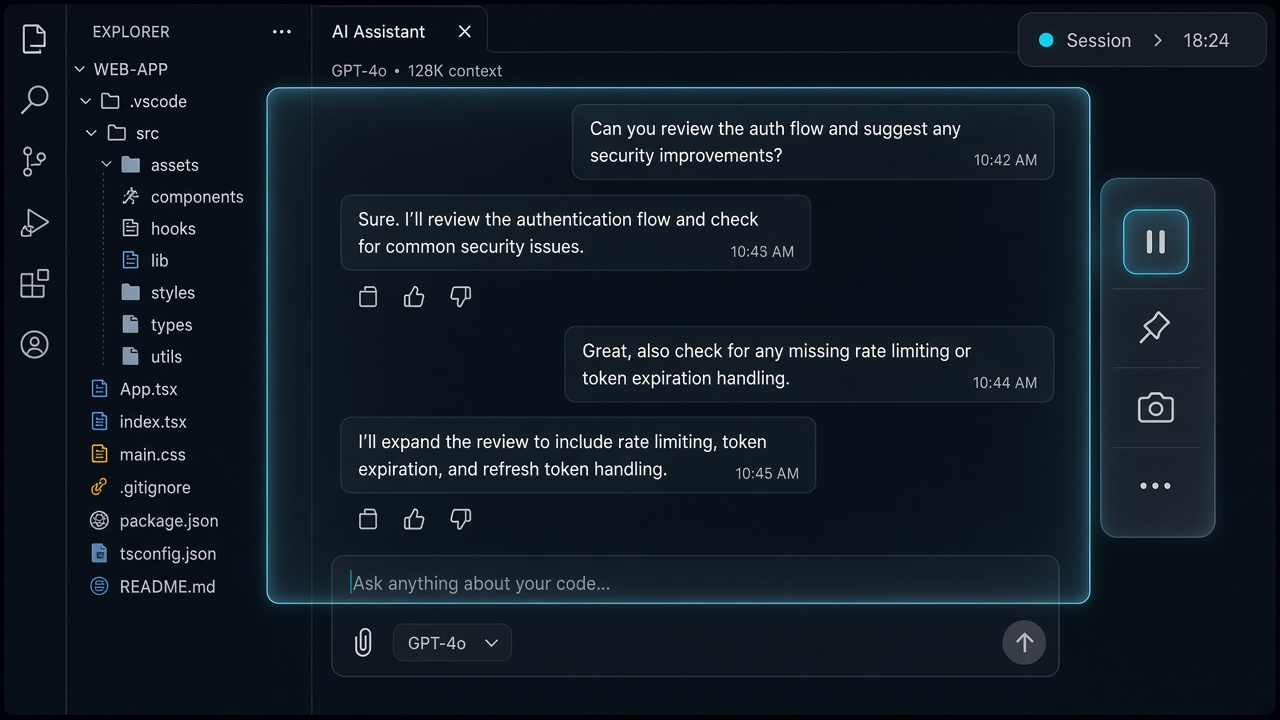 EXPLORER
WEB-APP
.vscode
src
assets
components
hooks
lib
styles
types
utils
App.tsx
index.tsx
main.css
.gitignore
package.json
tsconfig.json
README.md
AI Assistant
GPT-4o • 128K context
Session > 18:24
Can you review the auth flow and suggest any
security improvements?
10:42 AM
Sure. I’ll review the authentication flow and check
for common security issues.
10:43 AM
Great, also check for any missing rate limiting or
token expiration handling.
10:44 AM
I’ll expand the review to include rate limiting, token
expiration, and refresh token handling.
10:45 AM
Ask anything about your code...
GPT-4o